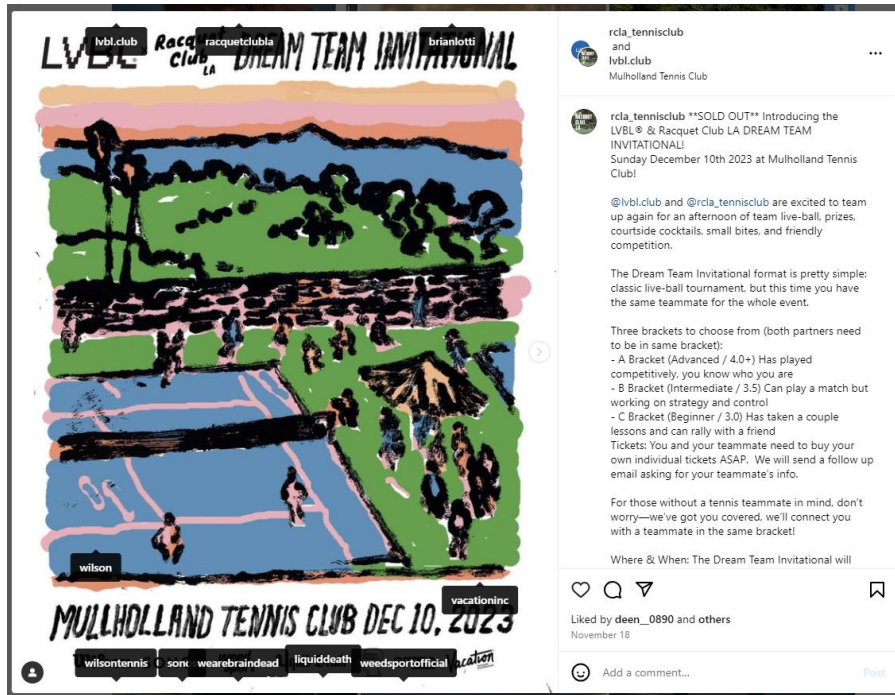 lvbl.club
racquetclubla
brianlotti
LVBL Racquet Club LA DREAM TEAM INVITATIONAL
wilson
vacationinc
MULLHOLLAND TENNIS CLUB DEC 10, 2023
wilsontennis
wearebraindead
liquiddeath
weedsportofficial
Vacation
rcla_tennisclub
and
lvbl.club
Mulholland Tennis Club
rcla_tennisclub **SOLD OUT** Introducing the
LVBL® & Racquet Club LA DREAM TEAM
INVITATIONAL!
Sunday December 10th 2023 at Mulholland Tennis
Club!
@lvbl.club and @rcla_tennisclub are excited to team
up again for an afternoon of team live-ball, prizes,
courtside cocktails, small bites, and friendly
competition.
The Dream Team Invitational format is pretty simple:
classic live-ball tournament, but this time you have
the same teammate for the whole event.
Three brackets to choose from (both partners need
to be in same bracket):
- A Bracket (Advanced / 4.0+) Has played
competitively, you know who you are
- B Bracket (Intermediate / 3.5) Can play a match but
working on strategy and control
- C Bracket (Beginner / 3.0) Has taken a couple
lessons and can rally with a friend
Tickets: You and your teammate need to buy your
own individual tickets ASAP. We will send a follow up
email asking for your teammate's info.
For those without a tennis teammate in mind, don't
worry—we've got you covered, we'll connect you
with a teammate in the same bracket!
Where & When: The Dream Team Invitational will
Liked by deen__0890 and others
November 18
Add a comment...
Post